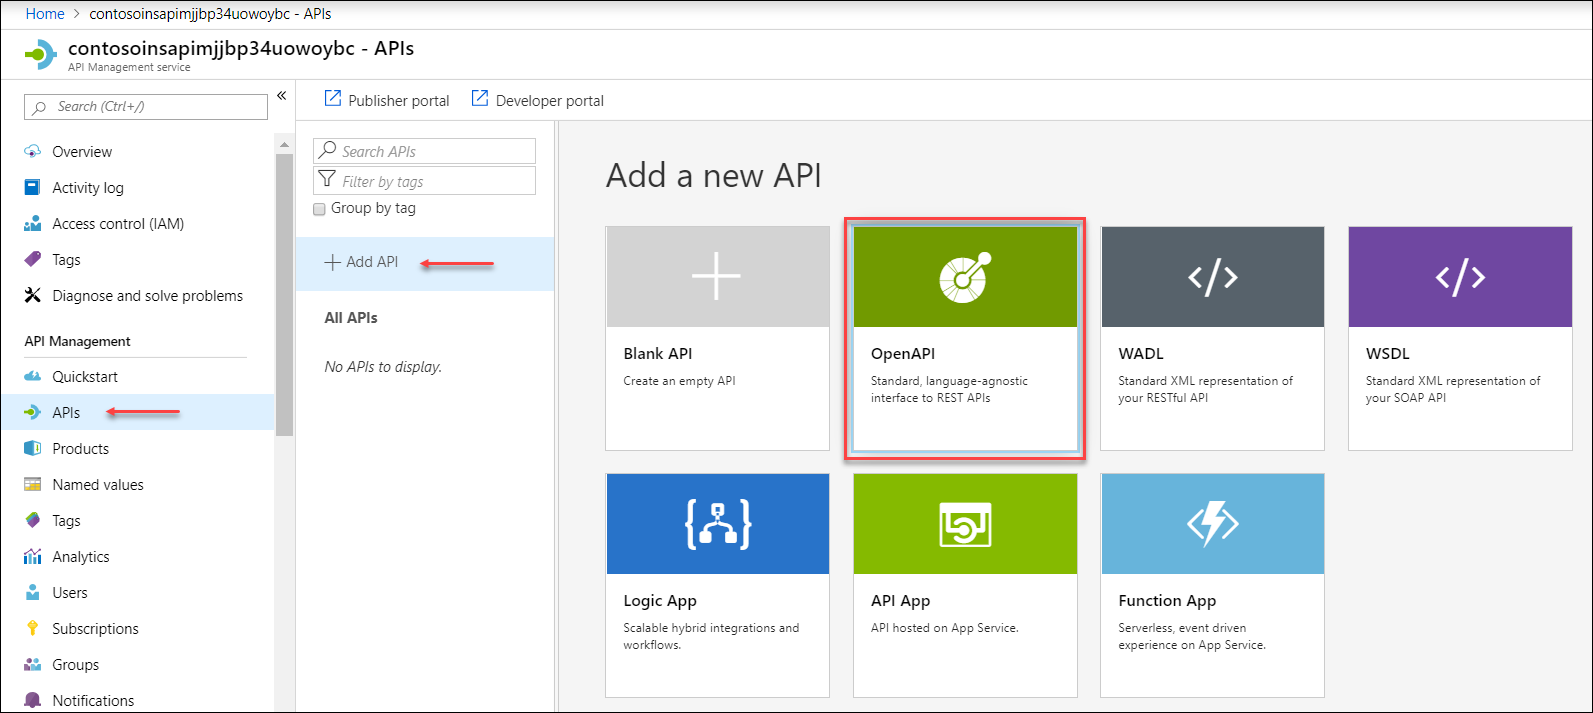 Home > contosoinsapimjjbp34uowoybc - APIs
contosoinsapimjjbp34uowoybc - APIs
API Management service
Search (Ctrl+/)
«
Overview
Activity log
Access control (IAM)
Tags
Diagnose and solve problems
API Management
Quickstart
APIs
Products
Named values
Tags
Analytics
Users
Subscriptions
Groups
Notifications
Publisher portal
Developer portal
Search APIs
Filter by tags
Group by tag
+ Add API
All APIs
No APIs to display.
Add a new API
Blank API
Create an empty API
OpenAPI
Standard, language-agnostic
interface to REST APIs
WADL
Standard XML representation of
your RESTful API
WSDL
Standard XML representation of
your SOAP API
Logic App
Scalable hybrid integrations and
workflows.
API App
API hosted on App Service.
Function App
Serverless, event driven
experience on App Service.